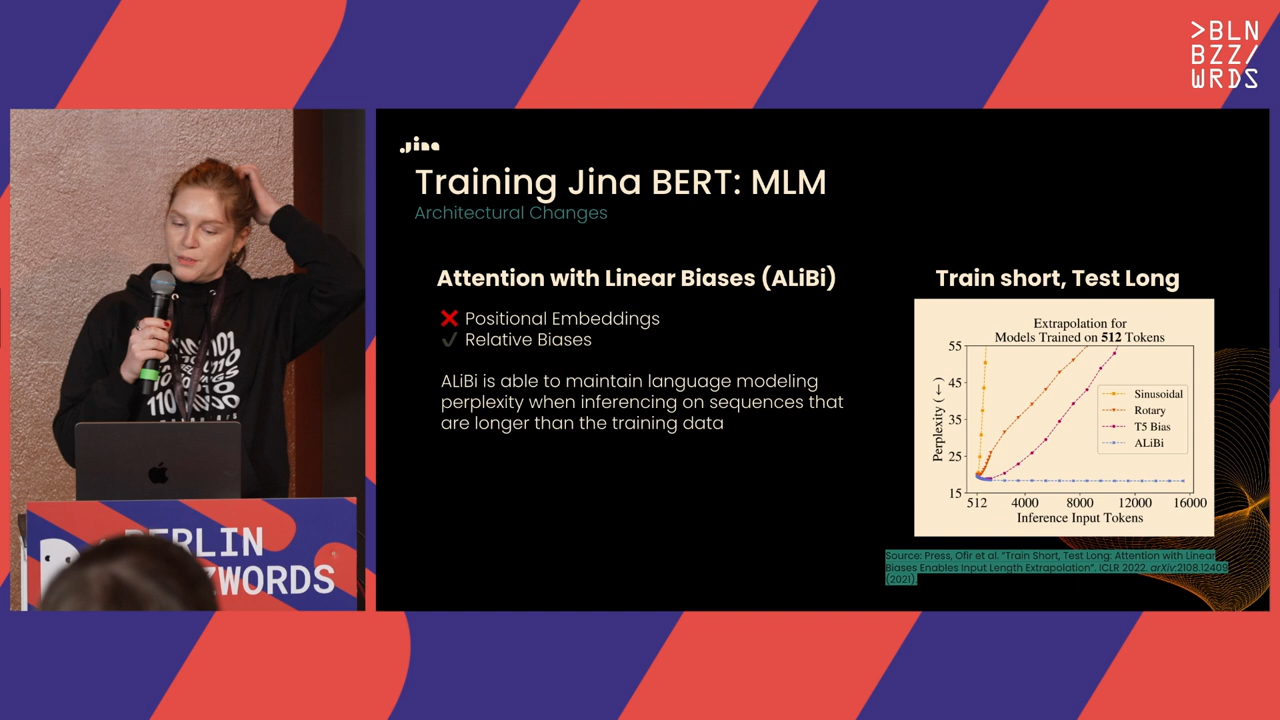 >BLN
BZZ/
WRDS
Jina
Training Jina BERT: MLM
Architectural Changes
Attention with Linear Biases (ALiBi)
❌ Positional Embeddings
✔ Relative Biases
ALiBi is able to maintain language modeling
perplexity when inferencing on sequences that
are longer than the training data
Train short, Test Long
Extrapolation for
Models Trained on 512 Tokens
Perplexity (←)
55
45
35
25
15
Sinusoidal
Rotary
T5 Bias
ALiBi
512 4000 8000 12000 16000
Inference Input Tokens
Source: Press, Ofir et al. "Train Short, Test Long: Attention with Linear
Biases Enables Input Length Extrapolation". ICLR 2022. arXiv:2108.12409
(2021).
BERLIN
ZWORDS